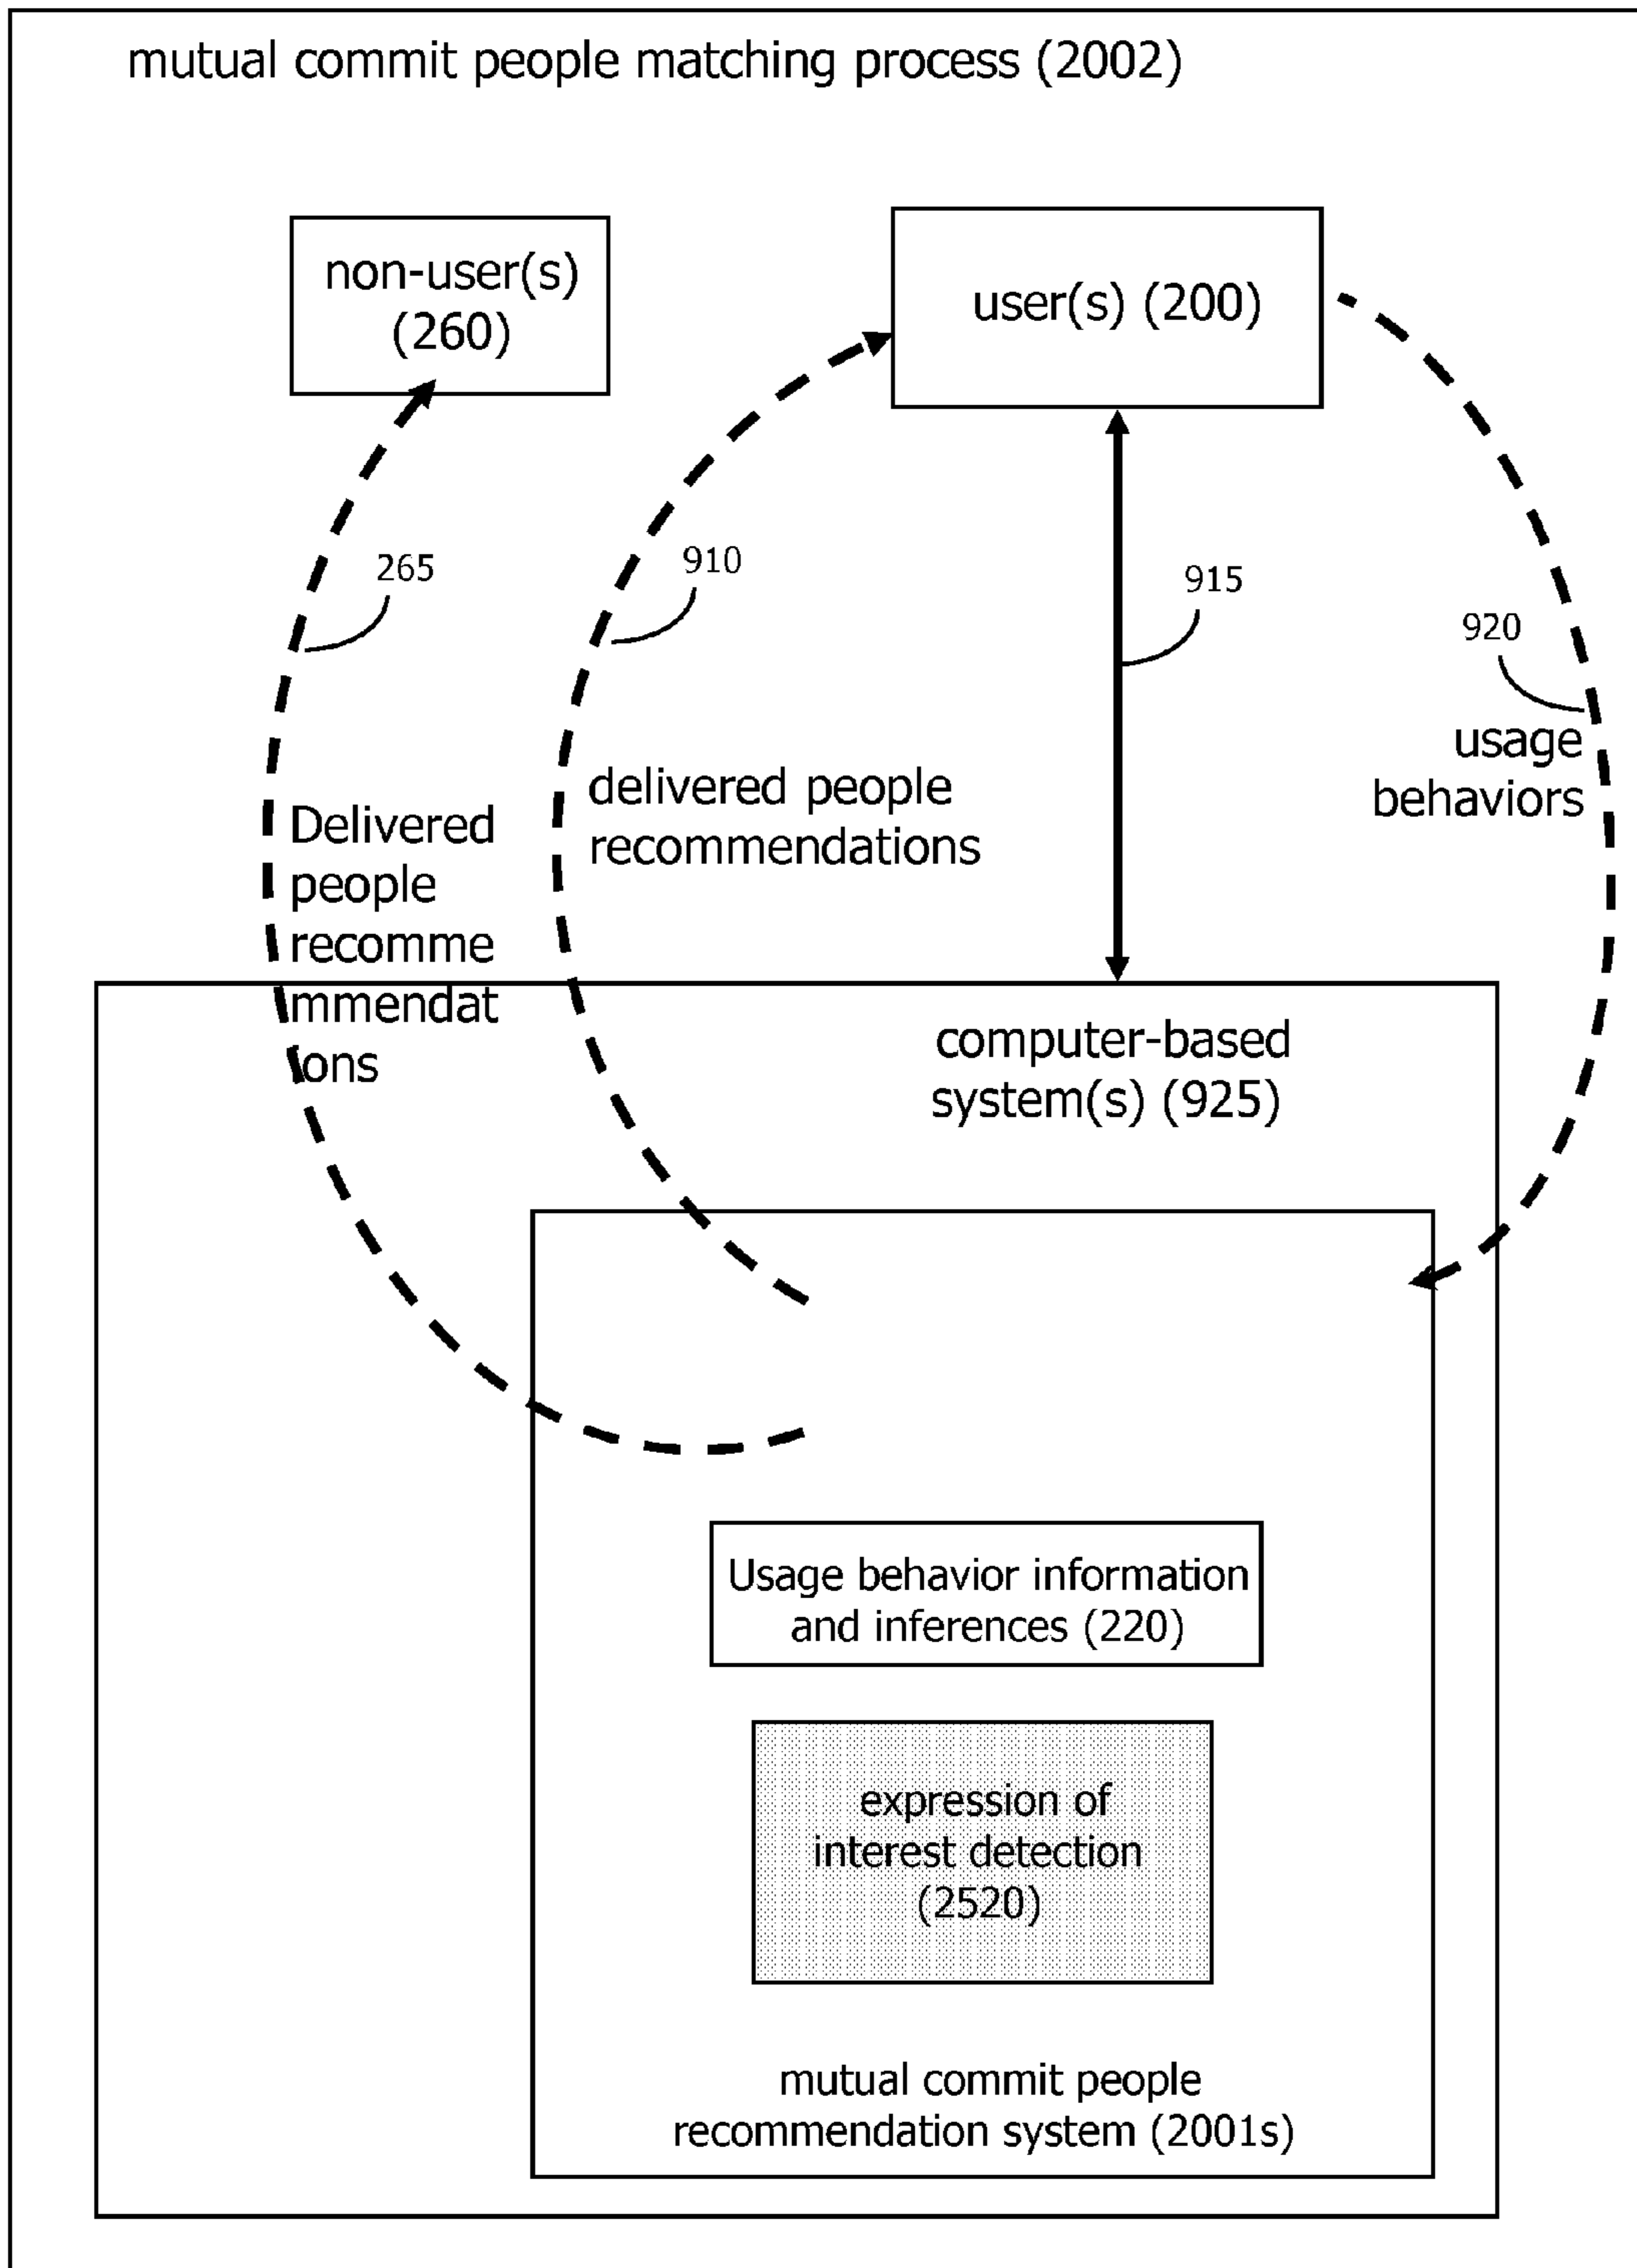 mutual commit people matching process (2002)
non-user(s)
(260)
user(s) (200)
265
910
915
920
usage
behaviors
delivered people
recommendations
Delivered
people
recomme
mmendat
ions
computer-based
system(s) (925)
Usage behavior information
and inferences (220)
expression of
interest detection
(2520)
mutual commit people
recommendation system (2001s)